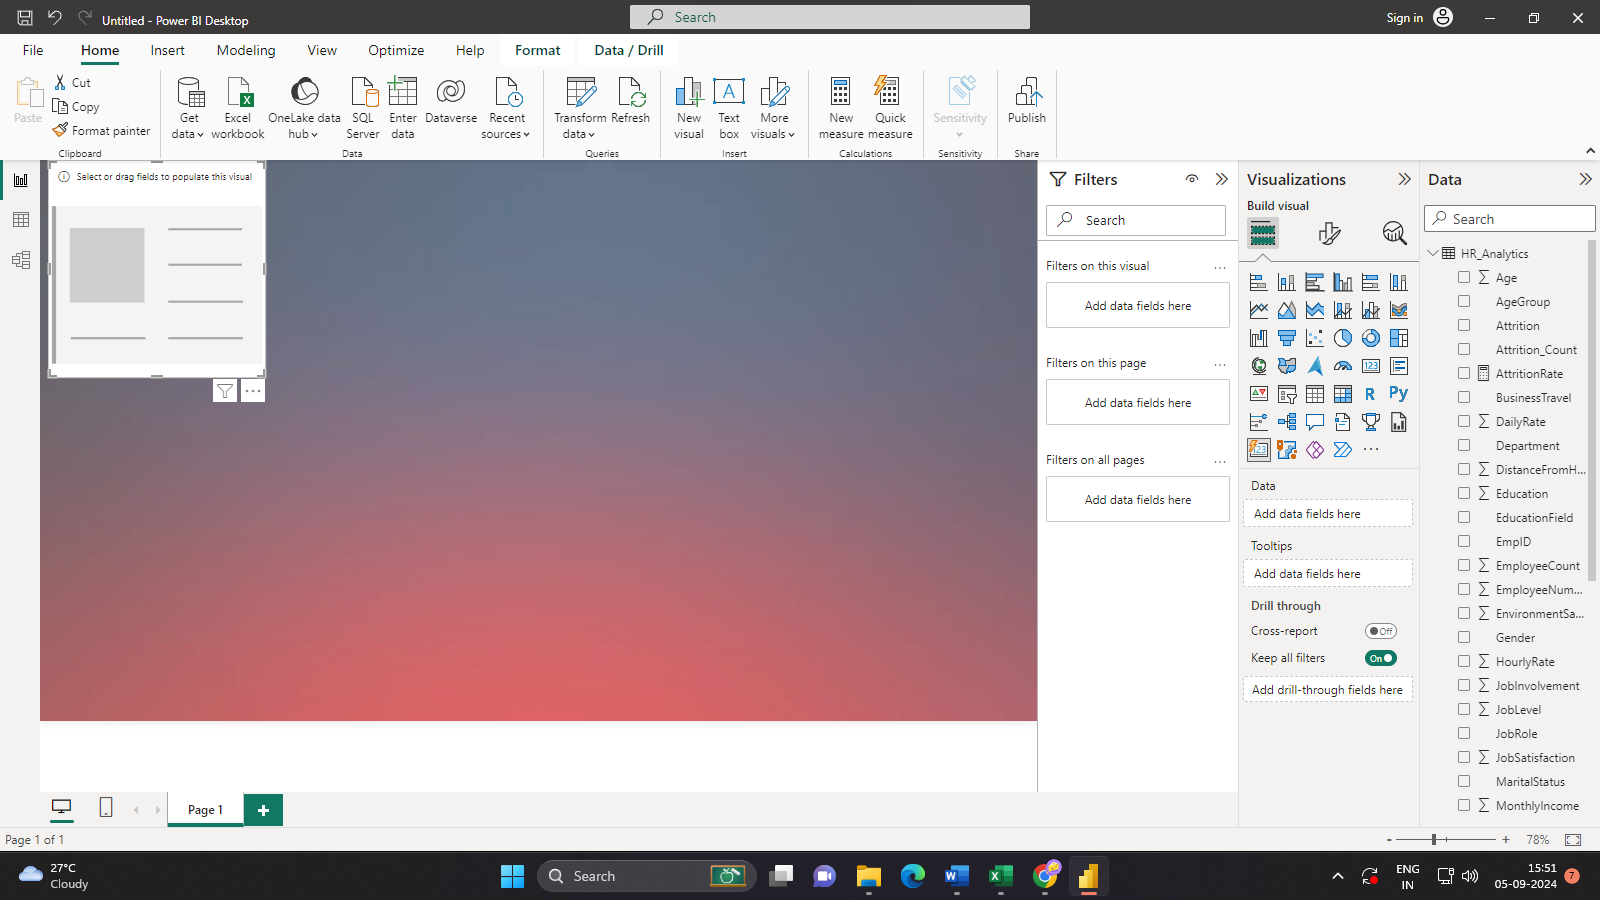 Untitled - Power BI Desktop
Search
Sign in
File
Home
Insert
Modeling
View
Optimize
Help
Format
Data / Drill
Paste
Cut
Copy
Format painter
Clipboard
Get data
Excel workbook
OneLake data hub
SQL Server
Enter data
Dataverse
Recent sources
Data
Transform data
Refresh
Queries
New visual
Text box
More visuals
Insert
New measure
Quick measure
Calculations
Sensitivity
Sensitivity
Publish
Share
Select or drag fields to populate this visual
Filters
Search
Filters on this visual
Add data fields here
Filters on this page
Add data fields here
Filters on all pages
Add data fields here
Visualizations
Build visual
123
R
Py
123
Data
Add data fields here
Tooltips
Add data fields here
Drill through
Cross-report
Off
Keep all filters
On
Add drill-through fields here
Data
Search
HR_Analytics
Age
AgeGroup
Attrition
Attrition_Count
AttritionRate
BusinessTravel
DailyRate
Department
DistanceFromH...
Education
EducationField
EmpID
EmployeeCount
EmployeeNum...
EnvironmentSa...
Gender
HourlyRate
JobInvolvement
JobLevel
JobRole
JobSatisfaction
MaritalStatus
MonthlyIncome
Page 1
Page 1 of 1
78%
27°C
Cloudy
Search
ENG
IN
15:51
05-09-2024
7